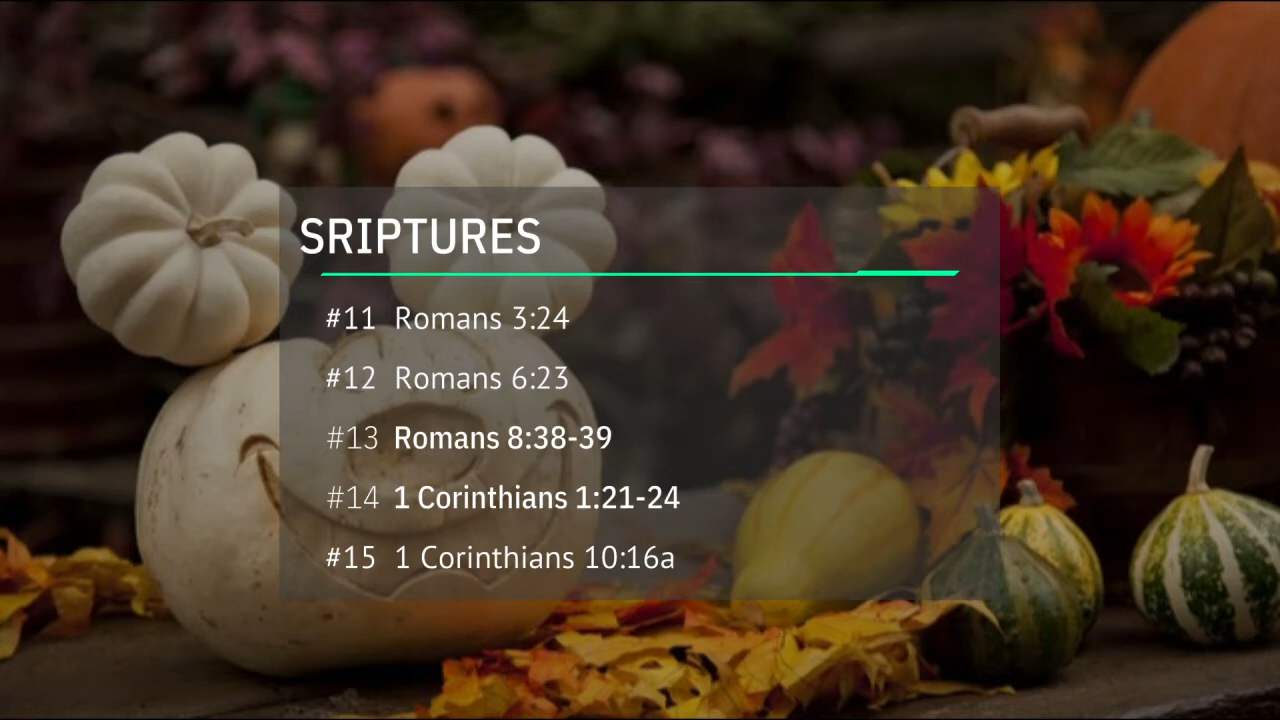 SRIPTURES
#11 Romans 3:24
#12 Romans 6:23
#13 Romans 8:38-39
#14 1 Corinthians 1:21-24
#15 1 Corinthians 10:16a